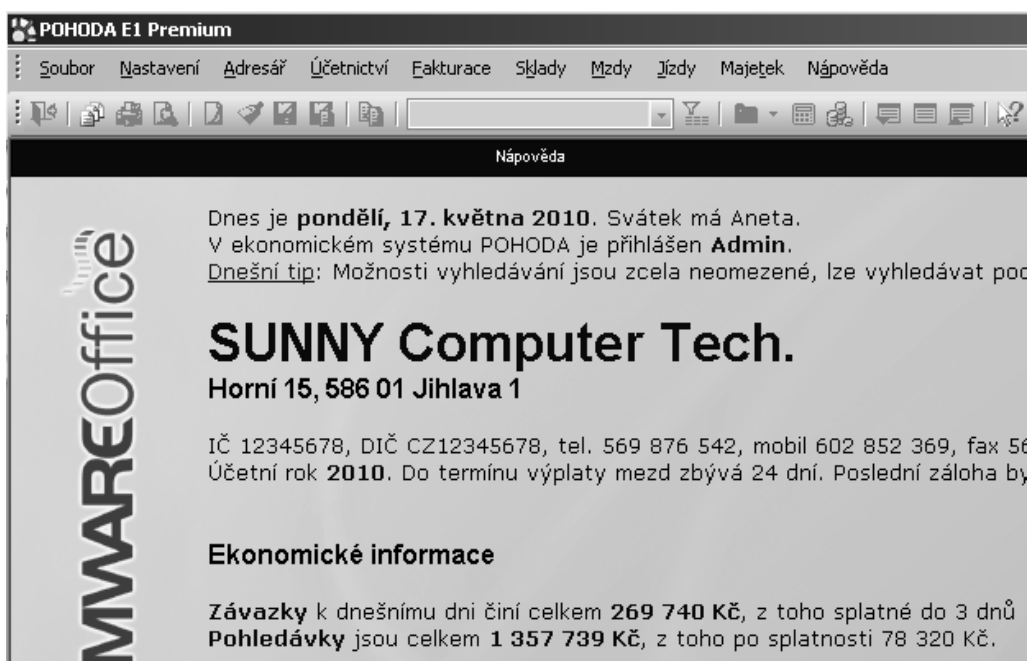 POHODA E1 Premium
Soubor Nastavení Adresář Účetnictví Fakturace Sklady Mzdy Jízdy Majetek Nápověda
Nápověda
Dnes je pondělí, 17. května 2010. Svátek má Aneta.
V ekonomickém systému POHODA je přihlášen Admin.
Dnešní tip: Možnosti vyhledávání jsou zcela neomezené, lze vyhledávat
SUNNY Computer Tech.
Horní 15, 586 01 Jihlava 1
IČ 12345678, DIČ CZ12345678, tel. 569 876 542, mobil 602 852 369, fax
Účetní rok 2010. Do termínu výplaty mezd zbývá 24 dní. Poslední záloha
Ekonomické informace
Závazky k dnešnímu dni činí celkem 269 740 Kč, z toho splatné do 3 dnů
Pohledávky jsou celkem 1 357 739 Kč, z toho po splatnosti 78 320 Kč.
MWAREOffice